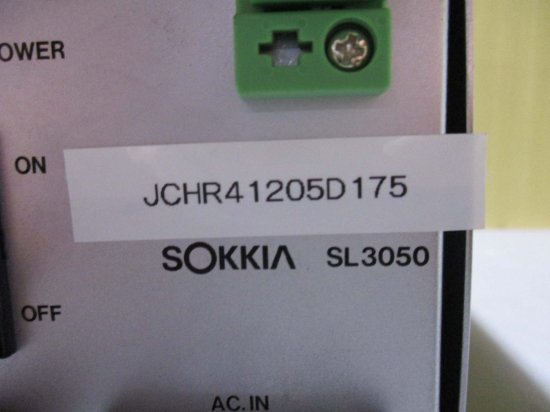 OWER
ON
JCHR41205D175
SOKKIA SL3050
OFF
AC.IN